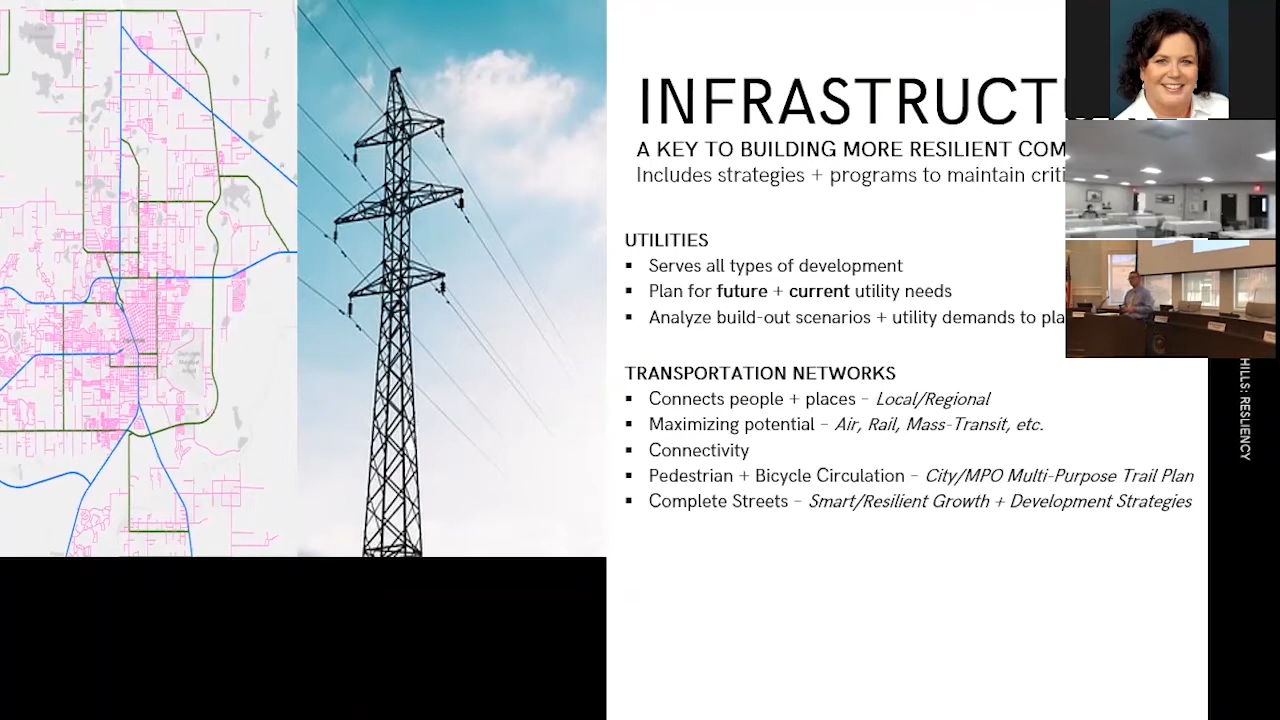 INFRASTRUCT
A KEY TO BUILDING MORE RESILIENT COM
Includes strategies + programs to maintain criti
UTILITIES
▪ Serves all types of development
▪ Plan for future + current utility needs
▪ Analyze build-out scenarios + utility demands to pla
TRANSPORTATION NETWORKS
▪ Connects people + places – Local/Regional
▪ Maximizing potential – Air, Rail, Mass-Transit, etc.
▪ Connectivity
▪ Pedestrian + Bicycle Circulation – City/MPO Multi-Purpose Trail Plan
▪ Complete Streets – Smart/Resilient Growth + Development Strategies
HILLS: RESLIENCY